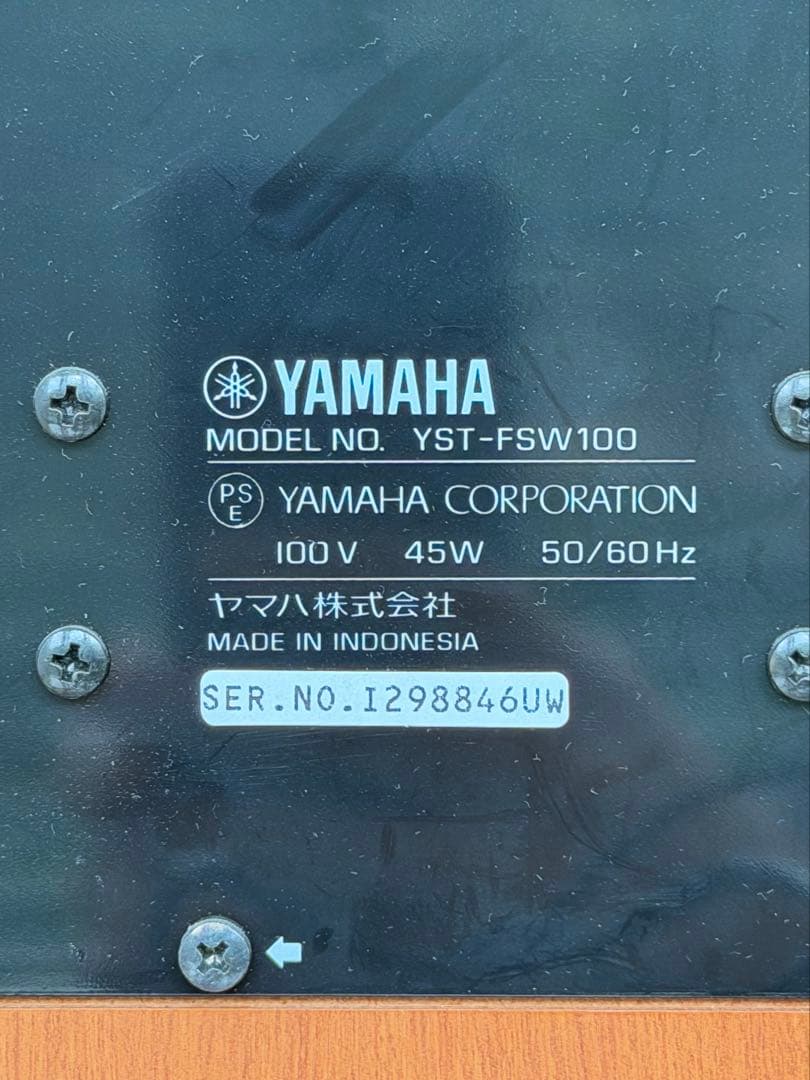 YAMAHA
MODEL NO. YST-FSW100
PS E YAMAHA CORPORATION
100V 45W 50/60Hz
ヤマハ株式会社
MADE IN INDONESIA
SER.NO.I298846UW